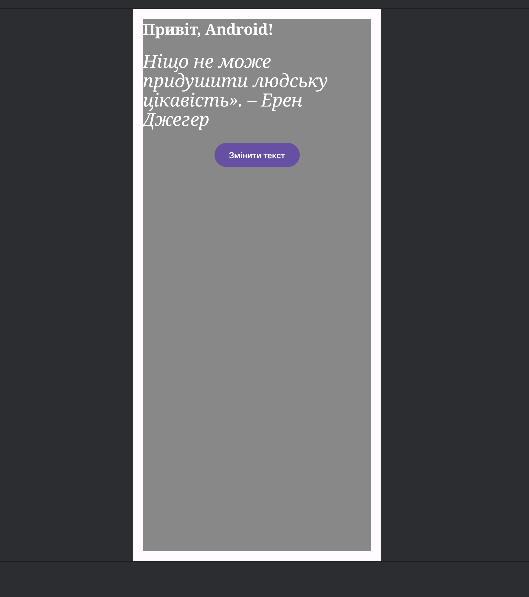 Привіт, Android!
Ніщо не може
придушити людську
цікавість». – Ерен
Джегер
Змінити текст